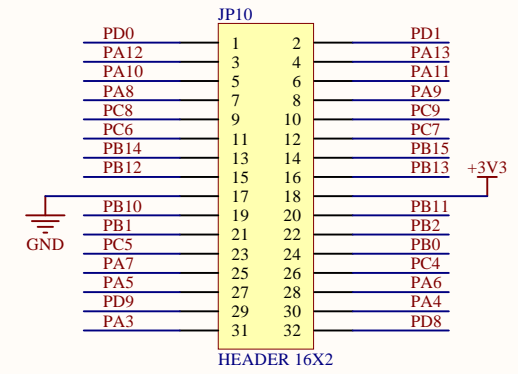 JP10
PD0 1 2 PD1
PA12 3 4 PA13
PA10 5 6 PA11
PA8 7 8 PA9
PC8 9 10 PC9
PC6 11 12 PC7
PB14 13 14 PB15
PB12 15 16 PB13 +3V3
17 18
PB10 19 20 PB11
PB1 21 22 PB2
GND PC5 23 24 PB0
PA7 25 26 PC4
PA5 27 28 PA6
PD9 29 30 PA4
PA3 31 32 PD8
HEADER 16X2